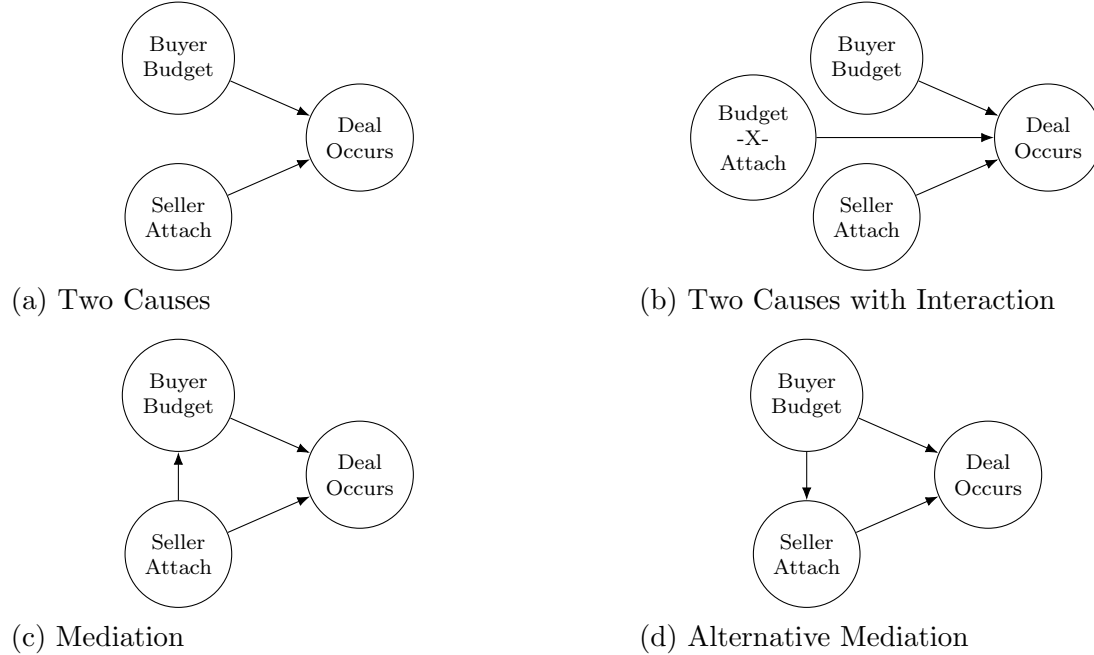 Buyer
Budget
Deal
Occurs
Seller
Attach
(a) Two Causes
Buyer
Budget
Budget
-X-
Attach
Deal
Occurs
Seller
Attach
(b) Two Causes with Interaction
Buyer
Budget
Deal
Occurs
Seller
Attach
(c) Mediation
Buyer
Budget
Deal
Occurs
Seller
Attach
(d) Alternative Mediation